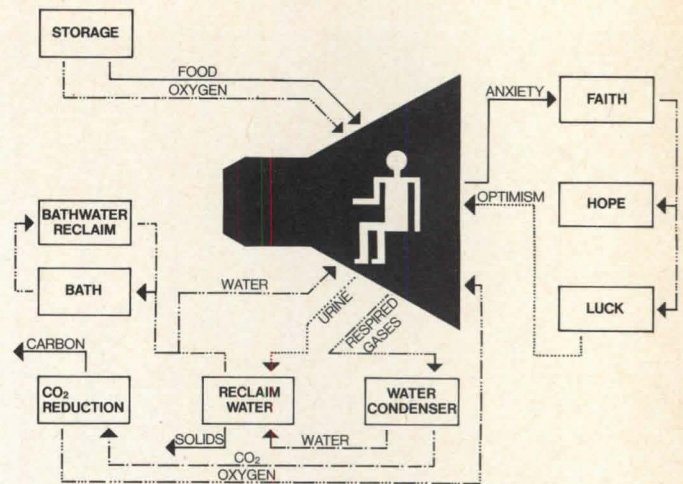 STORAGE
FOOD
OXYGEN
ANXIETY
FAITH
OPTIMISM
HOPE
LUCK
BATHWATER
RECLAIM
BATH
WATER
URINE
RESPIRED
GASES
CARBON
CO₂
REDUCTION
RECLAIM
WATER
WATER
CONDENSER
SOLIDS
WATER
CO₂
OXYGEN